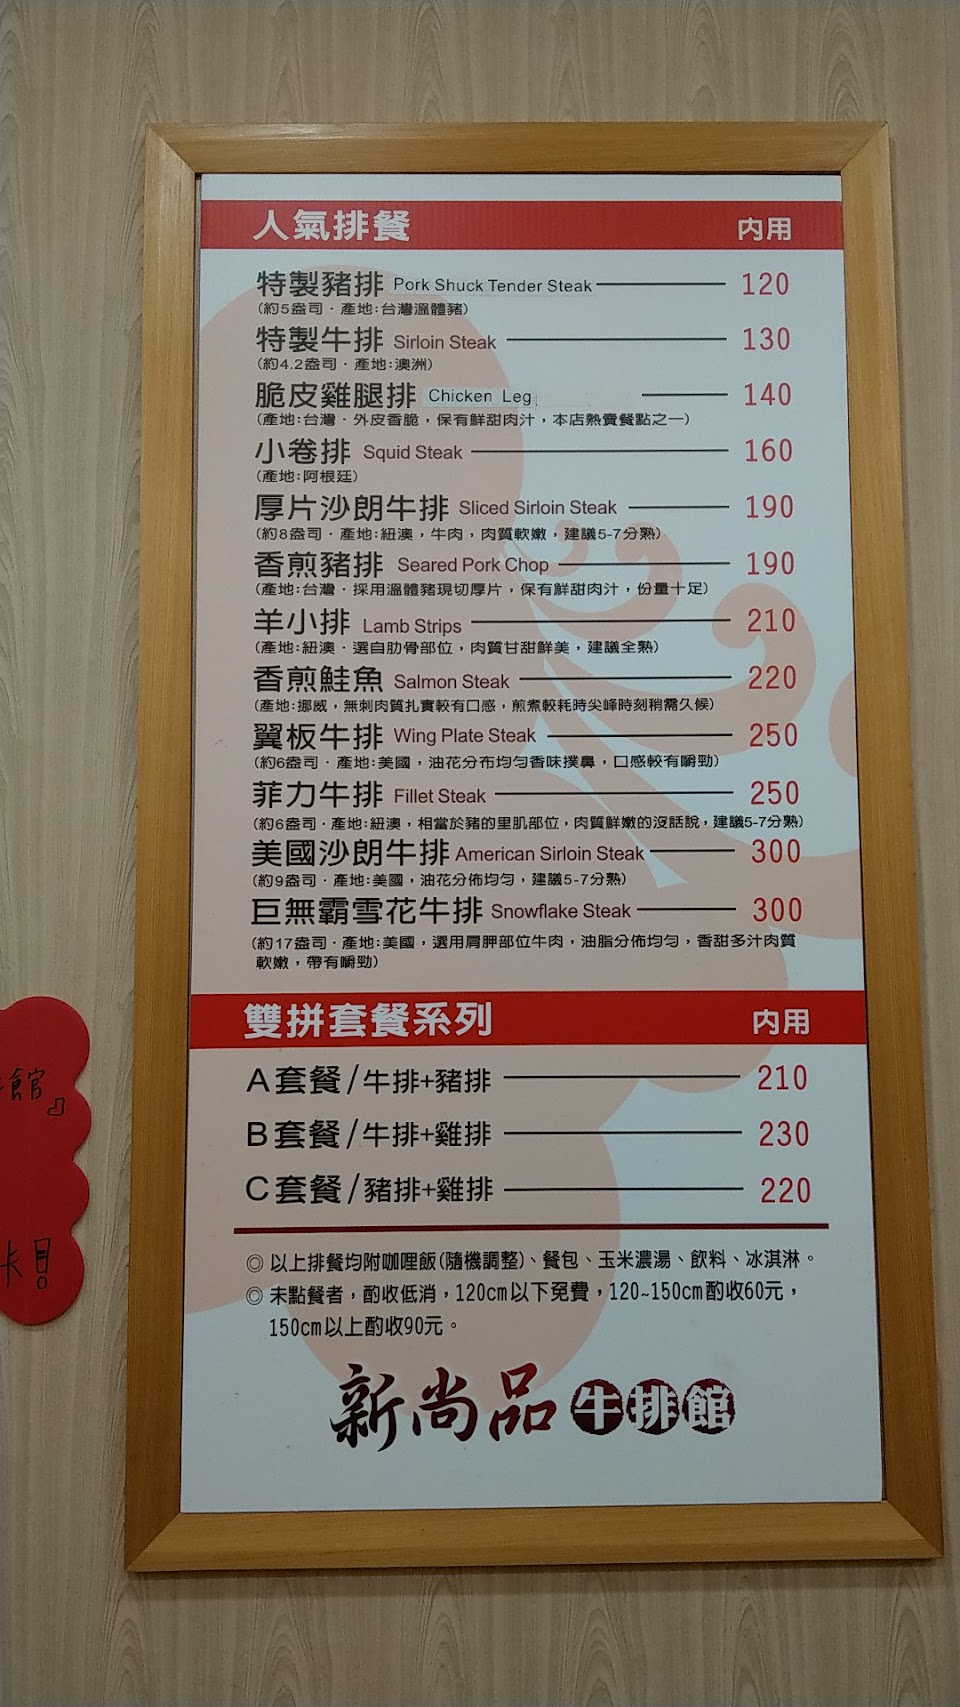 人氣排餐 內用
特製豬排 Pork Shuck Tender Steak 120
(約5盎司．產地:台灣溫體豬)
特製牛排 Sirloin Steak 130
(約4.2盎司．產地:澳洲)
脆皮雞腿排 Chicken Leg 140
(產地:台灣．外皮香脆，保有鮮甜肉汁，本店熱賣餐點之一)
小卷排 Squid Steak 160
(產地:阿根廷)
厚片沙朗牛排 Sliced Sirloin Steak 190
(約8盎司．產地:紐澳，牛肉，肉質軟嫩，建議5-7分熟)
香煎豬排 Seared Pork Chop 190
(產地:台灣．採用溫體豬現切厚片，保有鮮甜肉汁，份量十足)
羊小排 Lamb Strips 210
(產地:紐澳．選自肋骨部位，肉質甘甜鮮美，建議全熟)
香煎鮭魚 Salmon Steak 220
(產地:挪威，無刺肉質扎實較有口感，煎煮較耗時尖峰時刻稍需久候)
翼板牛排 Wing Plate Steak 250
(約6盎司．產地:美國，油花分布均勻香味撲鼻，口感較有嚼勁)
菲力牛排 Fillet Steak 250
(約6盎司．產地:紐澳，相當於豬的里肌部位，肉質鮮嫩的沒話說，建議5-7分熟)
美國沙朗牛排 American Sirloin Steak 300
(約9盎司．產地:美國，油花分佈均勻，建議5-7分熟)
巨無霸雪花牛排 Snowflake Steak 300
(約17盎司．產地:美國，選用肩胛部位牛肉，油脂分佈均勻，香甜多汁肉質
軟嫩，帶有嚼勁)
雙拼套餐系列 內用
A套餐/牛排+豬排 210
B套餐/牛排+雞排 230
C套餐/豬排+雞排 220
◎ 以上排餐均附咖哩飯(隨機調整)、餐包、玉米濃湯、飲料、冰淇淋。
◎ 未點餐者，酌收低消，120cm以下免費，120~150cm酌收60元，
150cm以上酌收90元。
新尚品牛排館
館』
卡！